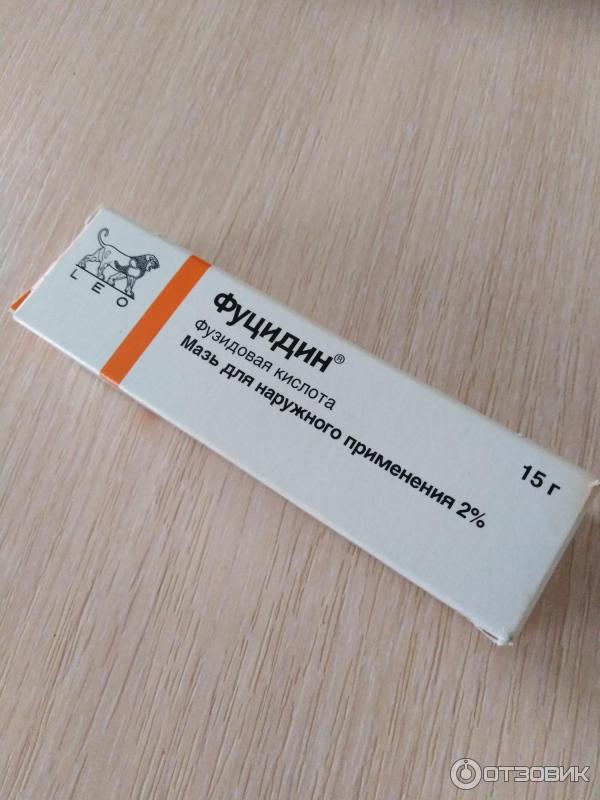 LEO
Фуцидин®
Фузидовая кислота
Мазь для наружного применения 2%
15 г
ОТЗОВИК